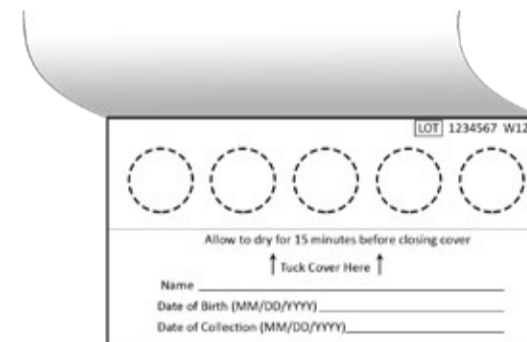 LOT 1234567 W12
Allow to dry for 15 minutes before closing cover
↑ Tuck Cover Here ↑
Name
Date of Birth (MM/DD/YYYY)
Date of Collection (MM/DD/YYYY)